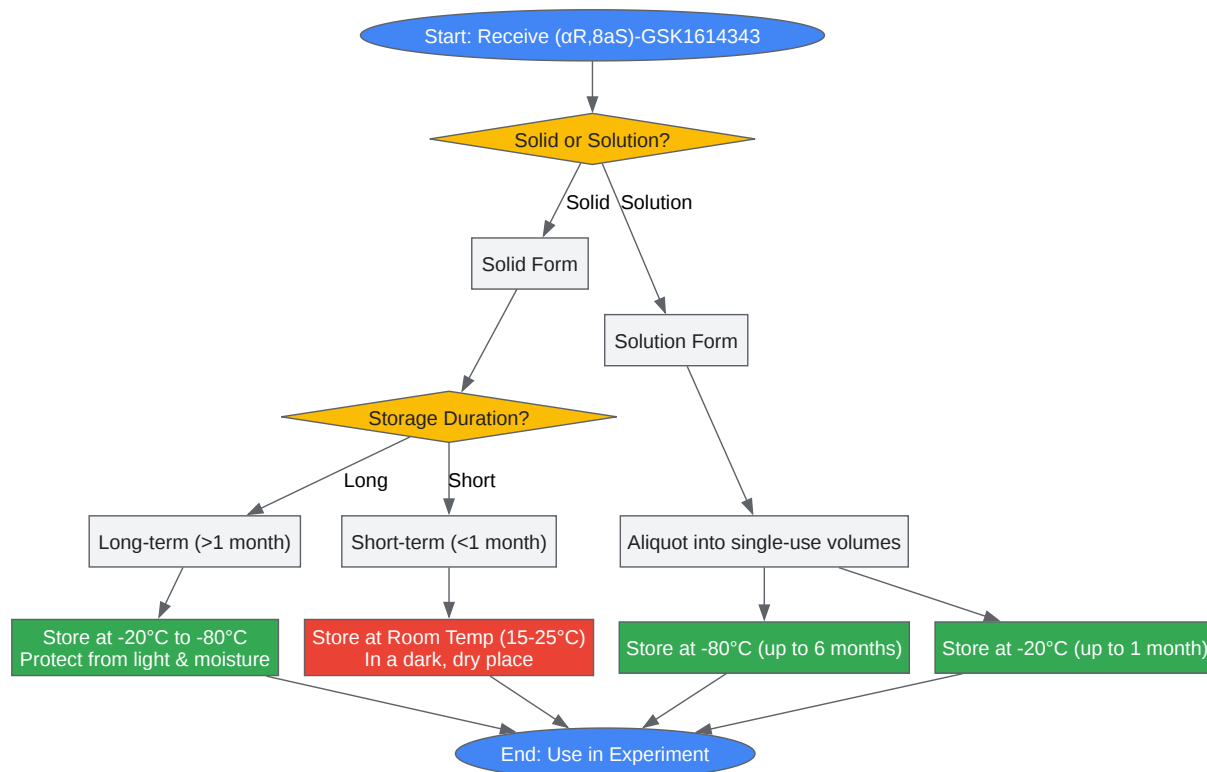 Start: Receive (αR,8aS)-GSK1614343
Solid or Solution?
Solid
Solution
Solid Form
Solution Form
Storage Duration?
Long
Short
Long-term (>1 month)
Short-term (<1 month)
Aliquot into single-use volumes
Store at -20°C to -80°C
Protect from light & moisture
Store at Room Temp (15-25°C)
In a dark, dry place
Store at -80°C (up to 6 months)
Store at -20°C (up to 1 month)
End: Use in Experiment